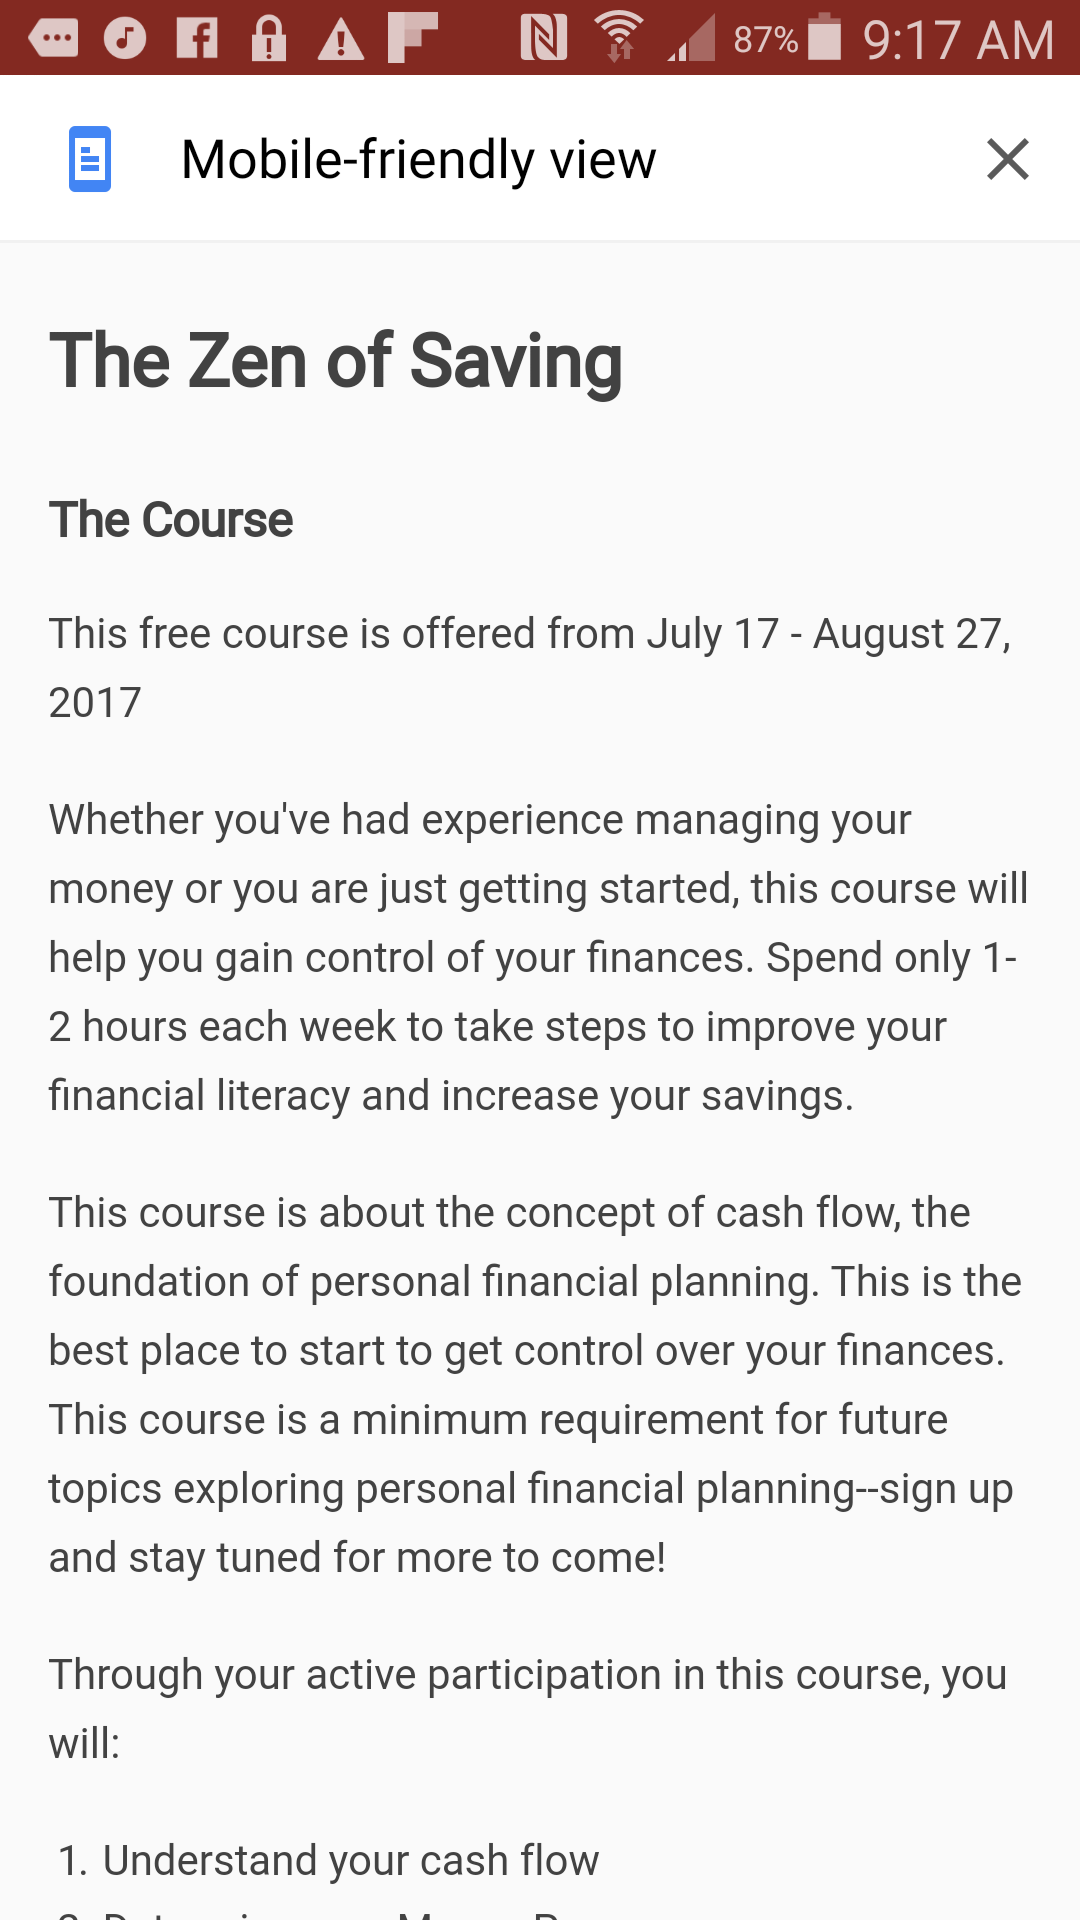 87% 9:17 AM
Mobile-friendly view
The Zen of Saving
The Course
This free course is offered from July 17 - August 27,
2017
Whether you've had experience managing your
money or you are just getting started, this course will
help you gain control of your finances. Spend only 1-
2 hours each week to take steps to improve your
financial literacy and increase your savings.
This course is about the concept of cash flow, the
foundation of personal financial planning. This is the
best place to start to get control over your finances.
This course is a minimum requirement for future
topics exploring personal financial planning--sign up
and stay tuned for more to come!
Through your active participation in this course, you
will:
1. Understand your cash flow